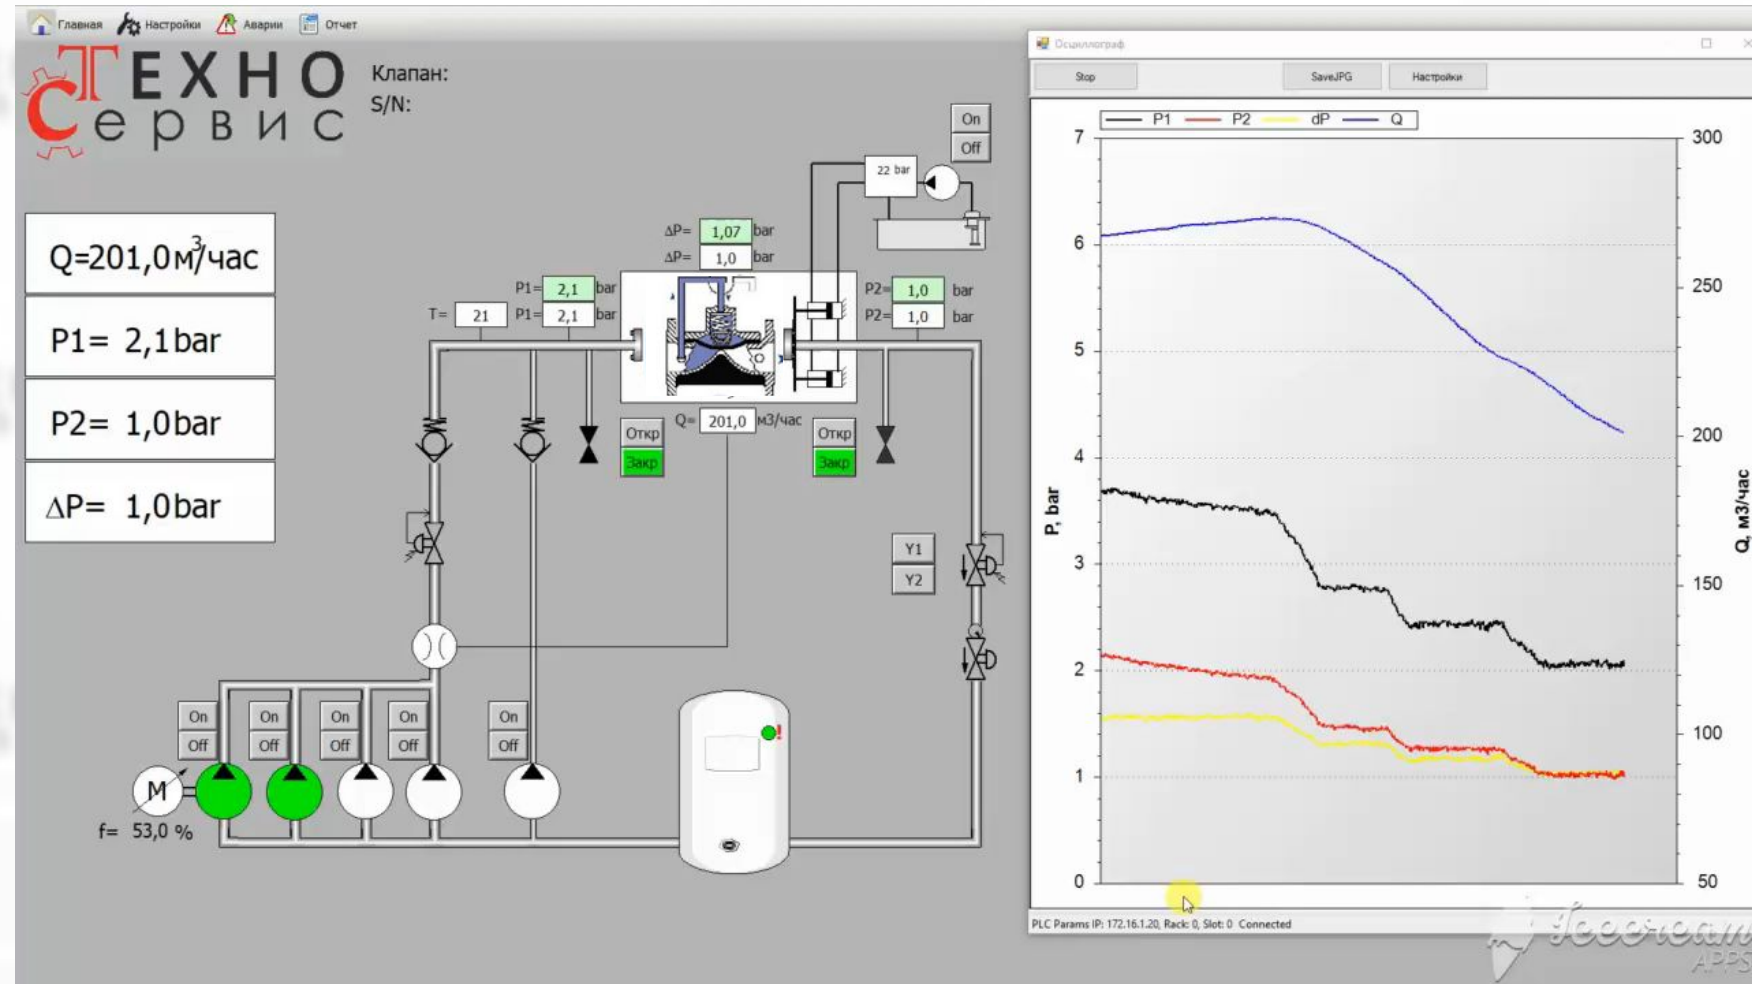 Главная Настройки Аварии Отчет
ТЕХНО
Сервис
Клапан:
S/N:
Q=201,0м³/час
P1= 2,1bar
P2= 1,0bar
ΔP= 1,0bar
On
Off
22 bar
ΔP= 1,07 bar
ΔP= 1,0 bar
P1= 2,1 bar
T= 21 P1= 2,1 bar
P2= 1,0 bar
P2= 1,0 bar
Q= 201,0 м3/час
Откр
Закр
Откр
Закр
Y1
Y2
On On On On On
Off Off Off Off Off
M
f= 53,0 %
Осциллограф
Stop SaveJPG Настройки
P1 P2 dP Q
7 300
6
250
5
200
4
P, bar
Q, м3/час
3
150
2
100
1
0 50
PLC Params IP: 172.16.1.20, Rack: 0, Slot: 0 Connected
Icecream
APPS